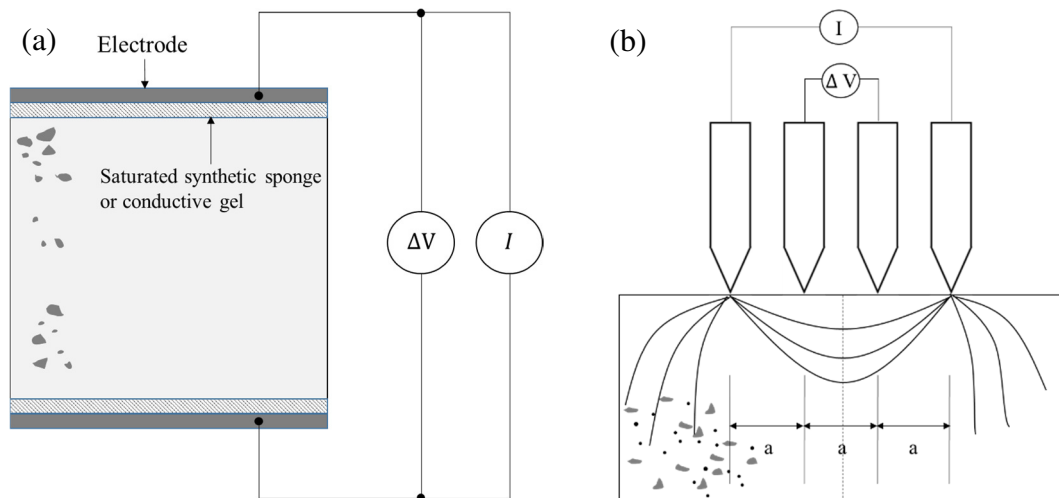 (a)
Electrode
Saturated synthetic sponge
or conductive gel
ΔV
I
(b)
I
Δ V
a
a
a